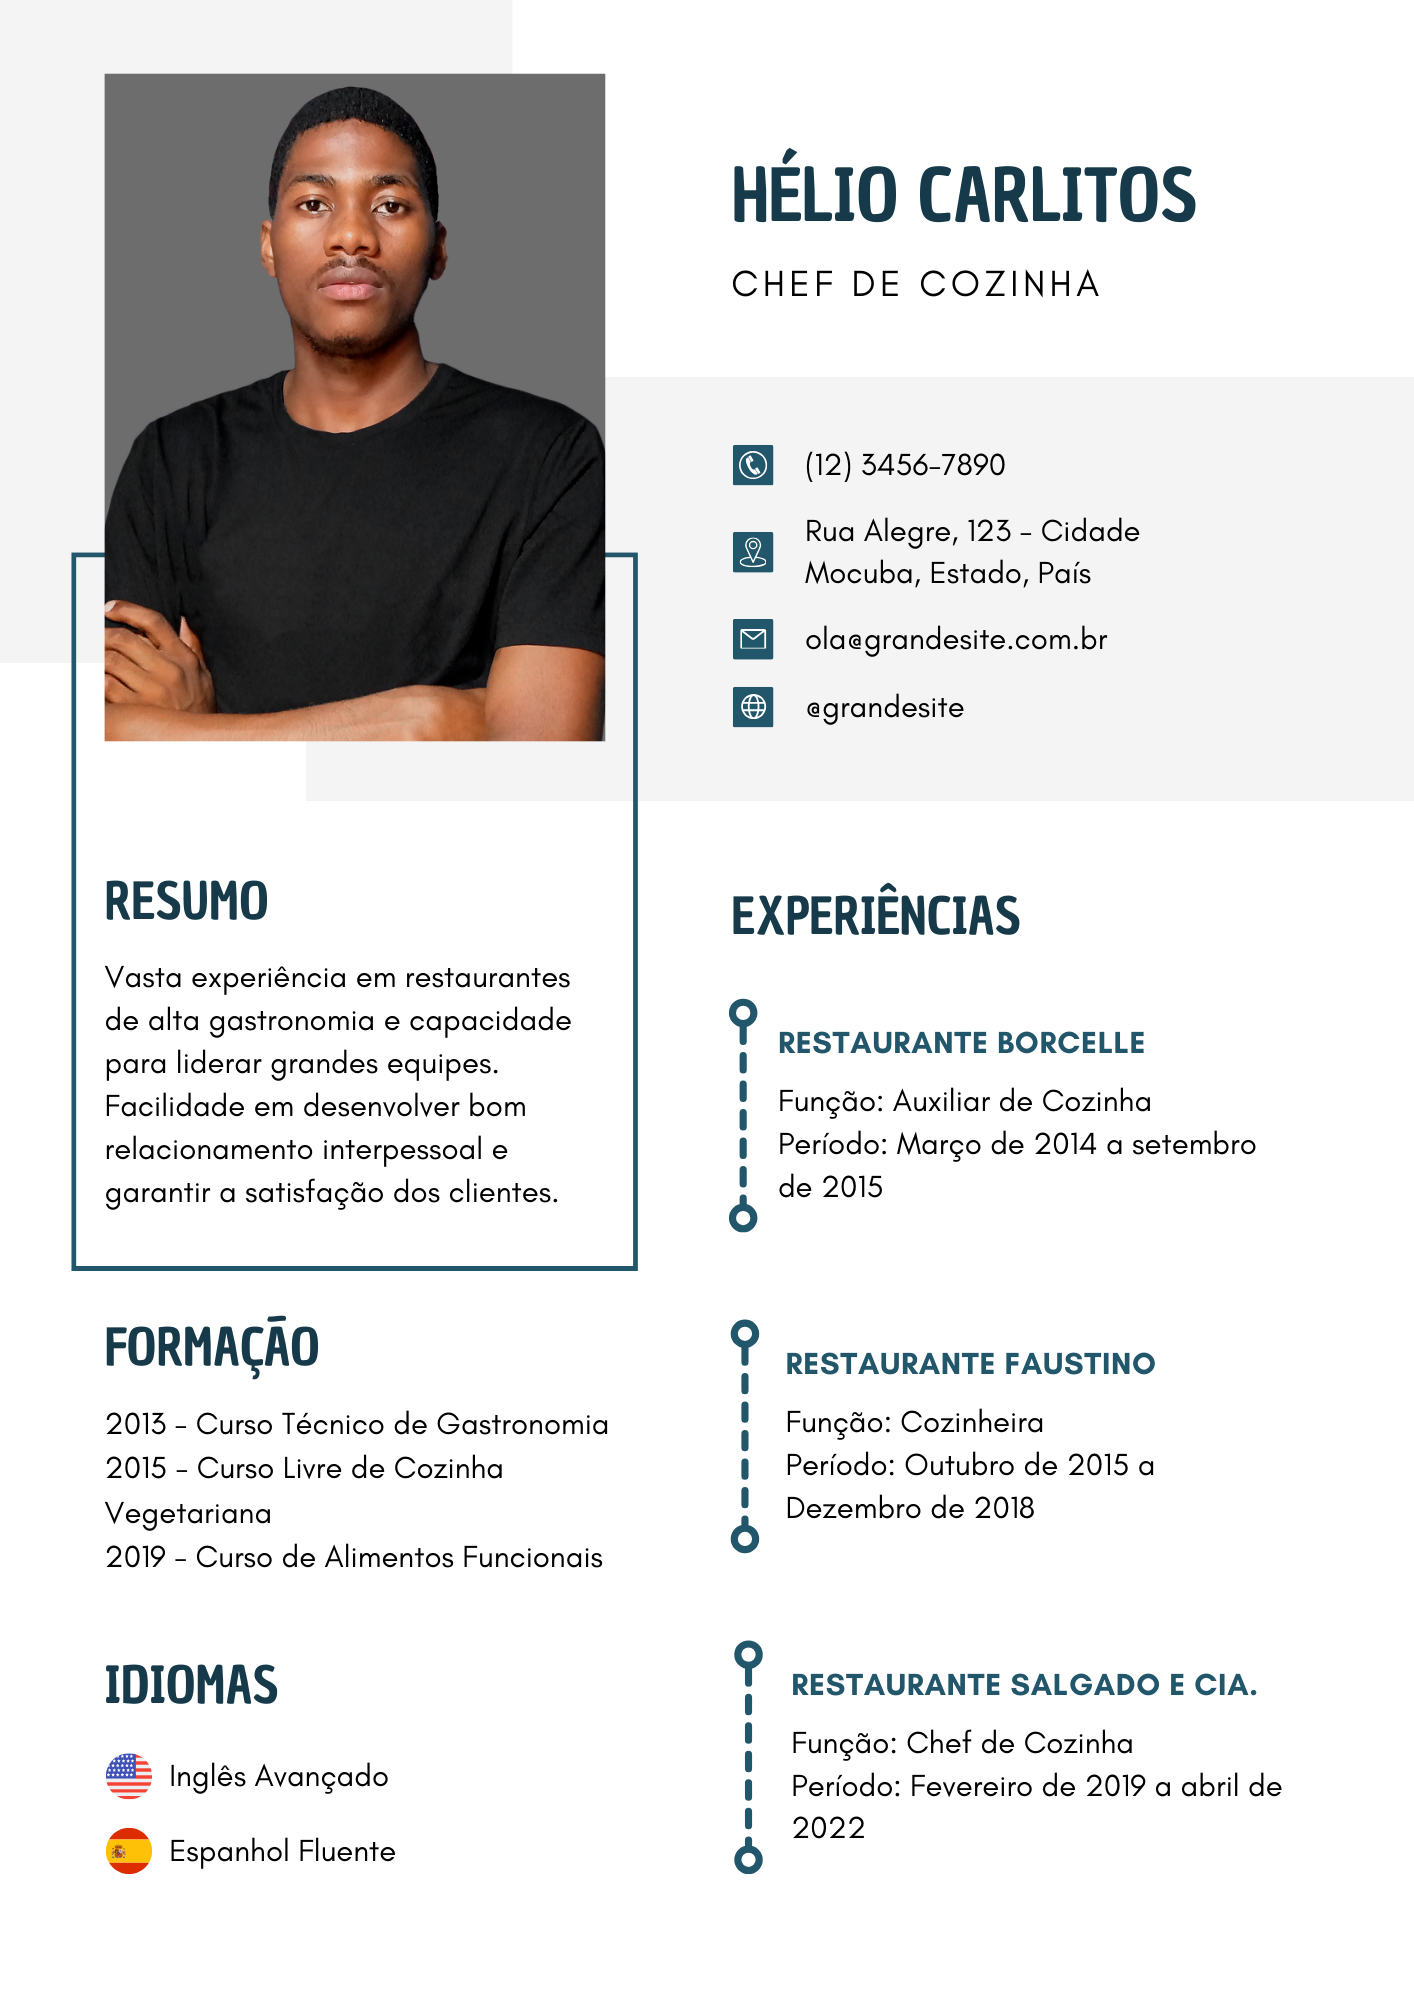 HÉLIO CARLITOS
CHEF DE COZINHA
(12) 3456-7890
Rua Alegre, 123 - Cidade
Mocuba, Estado, País
ola@grandesite.com.br
@grandesite
RESUMO
Vasta experiência em restaurantes
de alta gastronomia e capacidade
para liderar grandes equipes.
Facilidade em desenvolver bom
relacionamento interpessoal e
garantir a satisfação dos clientes.
FORMAÇÃO
2013 - Curso Técnico de Gastronomia
2015 - Curso Livre de Cozinha
Vegetariana
2019 - Curso de Alimentos Funcionais
IDIOMAS
Inglês Avançado
Espanhol Fluente
EXPERIÊNCIAS
RESTAURANTE BORCELLE
Função: Auxiliar de Cozinha
Período: Março de 2014 a setembro
de 2015
RESTAURANTE FAUSTINO
Função: Cozinheira
Período: Outubro de 2015 a
Dezembro de 2018
RESTAURANTE SALGADO E CIA.
Função: Chef de Cozinha
Período: Fevereiro de 2019 a abril de
2022